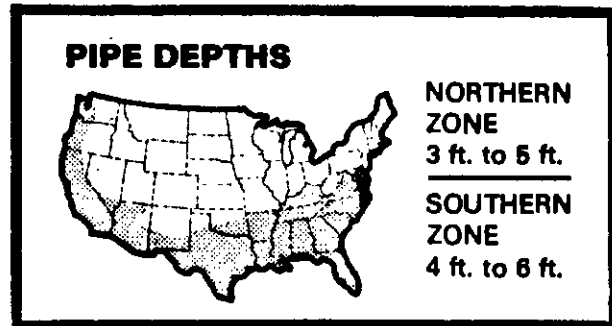 PIPE DEPTHS
NORTHERN
ZONE
3 ft. to 5 ft.
SOUTHERN
ZONE
4 ft. to 6 ft.